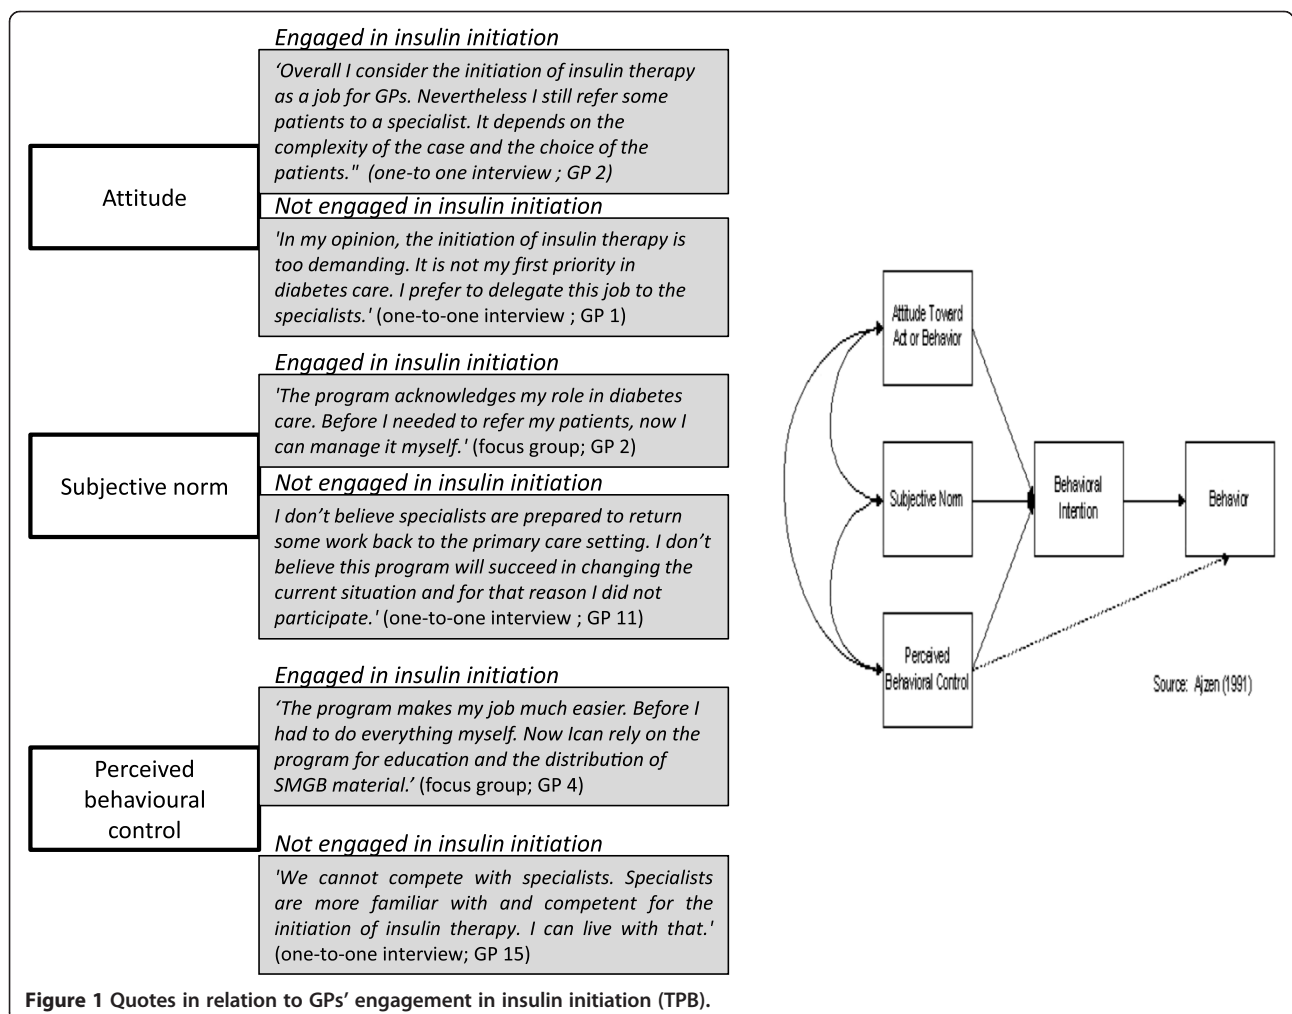 Engaged in insulin initiation
‘Overall I consider the initiation of insulin therapy
as a job for GPs. Nevertheless I still refer some
patients to a specialist. It depends on the
complexity of the case and the choice of the
patients." (one-to one interview ; GP 2)
Attitude
Not engaged in insulin initiation
'In my opinion, the initiation of insulin therapy is
too demanding. It is not my first priority in
diabetes care. I prefer to delegate this job to the
specialists.' (one-to-one interview ; GP 1)
Engaged in insulin initiation
'The program acknowledges my role in diabetes
care. Before I needed to refer my patients, now I
can manage it myself.' (focus group; GP 2)
Subjective norm
Not engaged in insulin initiation
I don’t believe specialists are prepared to return
some work back to the primary care setting. I don’t
believe this program will succeed in changing the
current situation and for that reason I did not
participate.' (one-to-one interview ; GP 11)
Engaged in insulin initiation
‘The program makes my job much easier. Before I
had to do everything myself. Now Ican rely on the
program for education and the distribution of
SMGB material.’ (focus group; GP 4)
Perceived
behavioural
control
Not engaged in insulin initiation
'We cannot compete with specialists. Specialists
are more familiar with and competent for the
initiation of insulin therapy. I can live with that.'
(one-to-one interview; GP 15)
Attitude Toward
Act or Behavior
Subjective Norm
Behavioral
Intention
Behavior
Perceived
Behavioral Control
Source: Ajzen (1991)
Figure 1 Quotes in relation to GPs’ engagement in insulin initiation (TPB).